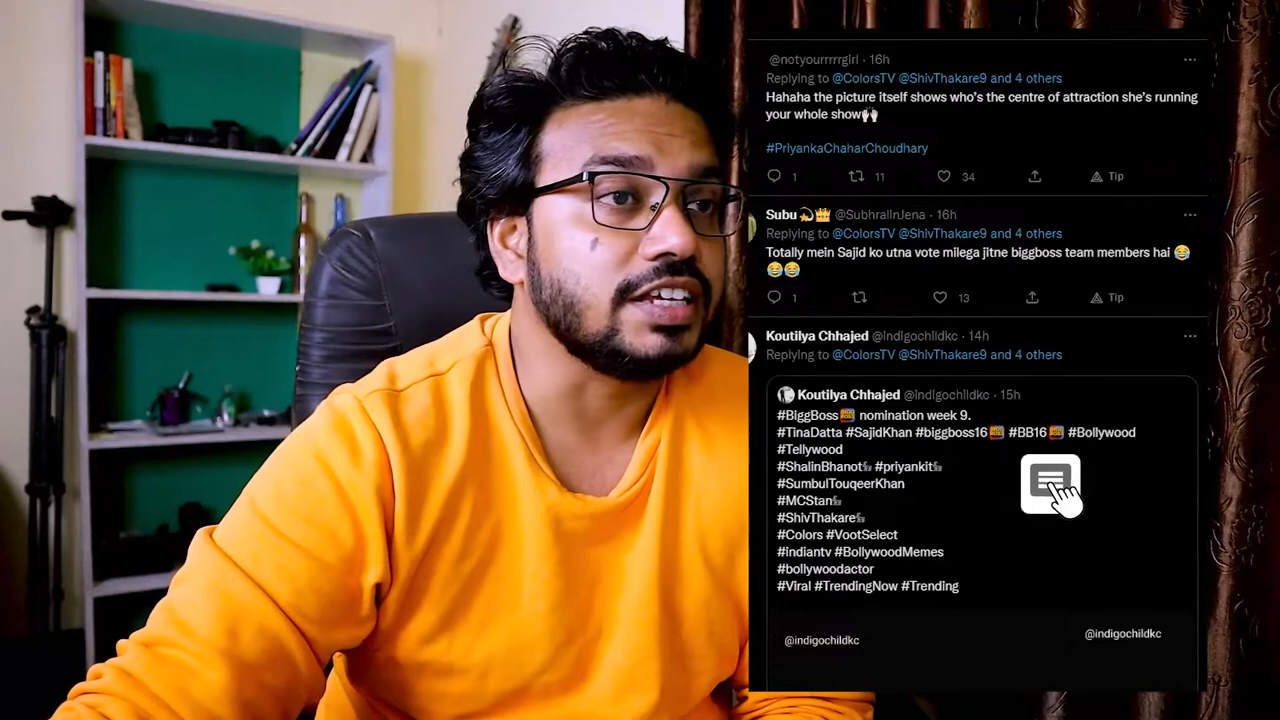 @notyourrrrrgirl · 16h
Replying to @ColorsTV @ShivThakare9 and 4 others
Hahaha the picture itself shows who's the centre of attraction she's running
your whole show🙌🏻
#PriyankaChaharChoudhary
1 11 34 Tip
Subu💫👑 @SubhraIInJena · 16h
Replying to @ColorsTV @ShivThakare9 and 4 others
Totally mein Sajid ko utna vote milega jitne biggboss team members hai 😂
😂😂
1 13 Tip
Koutilya Chhajed @indigochildkc · 14h
Replying to @ColorsTV @ShivThakare9 and 4 others
Koutilya Chhajed @indigochildkc · 15h
#BiggBoss nomination week 9.
#TinaDatta #SajidKhan #biggboss16 #BB16 #Bollywood
#Tellywood
#ShalinBhanot #priyankit
#SumbulTouqeerKhan
#MCStan
#ShivThakare
#Colors #VootSelect
#indiantv #BollywoodMemes
#bollywoodactor
#Viral #TrendingNow #Trending
@indigochildkc @indigochildkc